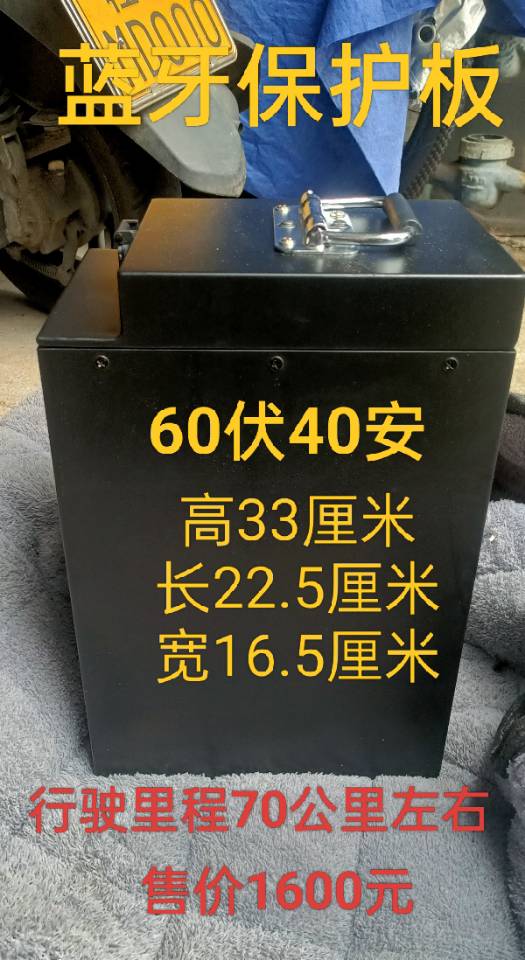 蓝牙保护板
60伏40安
高33厘米
长22.5厘米
宽16.5厘米
行驶里程70公里左右
售价1600元